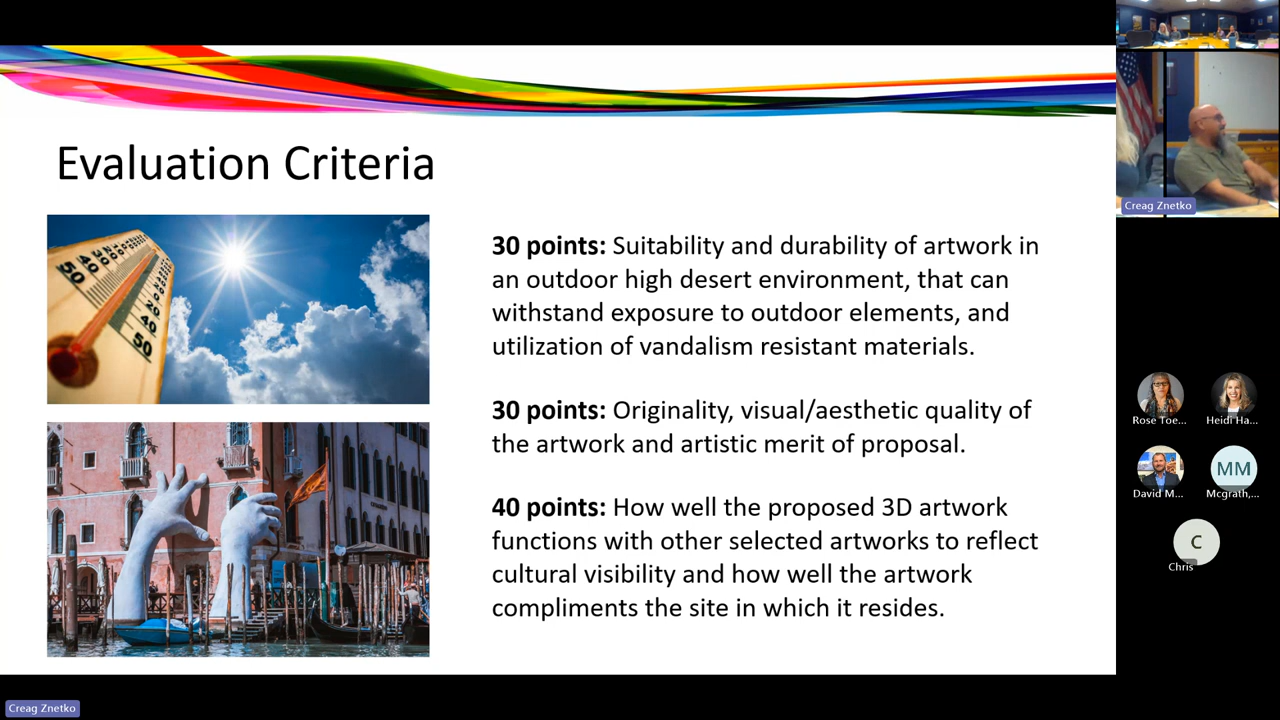 Evaluation Criteria
30 points: Suitability and durability of artwork in
an outdoor high desert environment, that can
withstand exposure to outdoor elements, and
utilization of vandalism resistant materials.
30 points: Originality, visual/aesthetic quality of
the artwork and artistic merit of proposal.
40 points: How well the proposed 3D artwork
functions with other selected artworks to reflect
cultural visibility and how well the artwork
compliments the site in which it resides.
Creag Znetko
Rose Toe...
Heidi Ha...
David M...
MM
Mcgrath,...
C
Chris
Creag Znetko